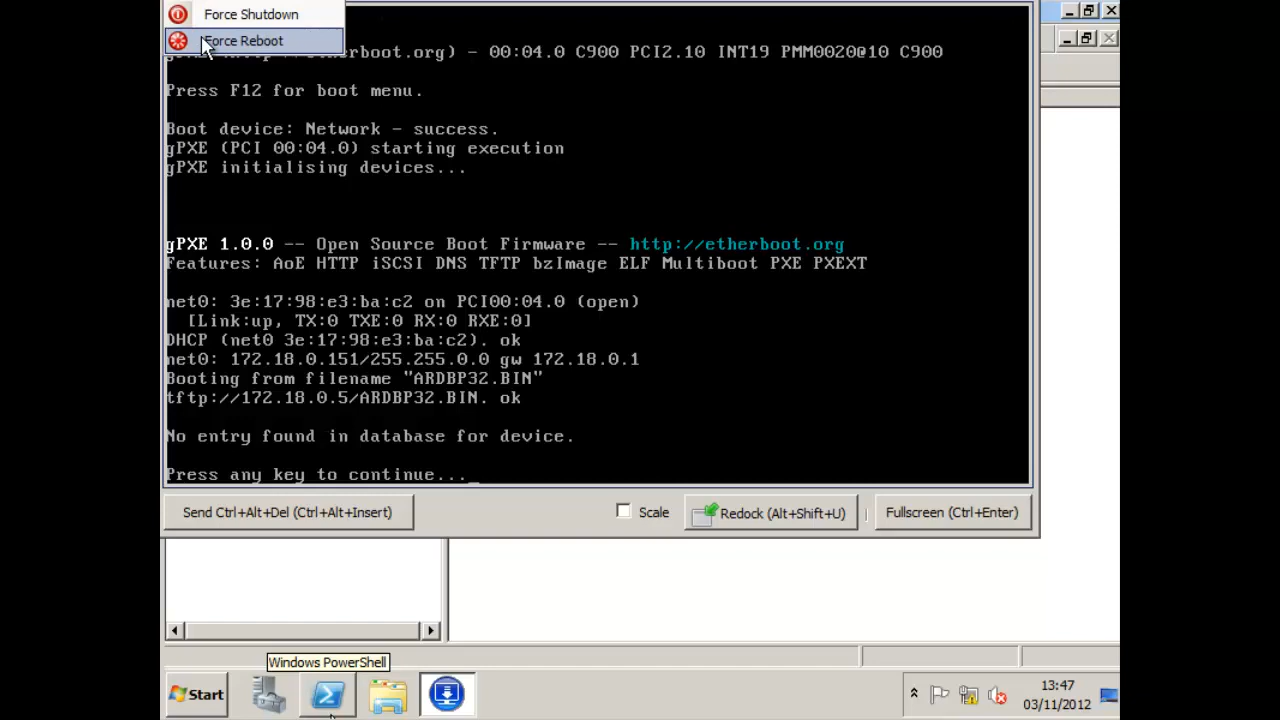 Force Shutdown
Force Reboot
etherboot.org) - 00:04.0 C900 PCI2.10 INT19 PMM0020@10 C900
Press F12 for boot menu.
Boot device: Network - success.
gPXE (PCI 00:04.0) starting execution
gPXE initialising devices...
gPXE 1.0.0 -- Open Source Boot Firmware -- http://etherboot.org
Features: AoE HTTP iSCSI DNS TFTP bzImage ELF Multiboot PXE PXEXT
net0: 3e:17:98:e3:ba:c2 on PCI00:04.0 (open)
[Link:up, TX:0 TXE:0 RX:0 RXE:0]
DHCP (net0 3e:17:98:e3:ba:c2). ok
net0: 172.18.0.151/255.255.0.0 gw 172.18.0.1
Booting from filename "ARDBP32.BIN"
tftp://172.18.0.5/ARDBP32.BIN. ok
No entry found in database for device.
Press any key to continue..._
Send Ctrl+Alt+Del (Ctrl+Alt+Insert)
Scale
Redock (Alt+Shift+U)
Fullscreen (Ctrl+Enter)
Windows PowerShell
Start
13:47
03/11/2012